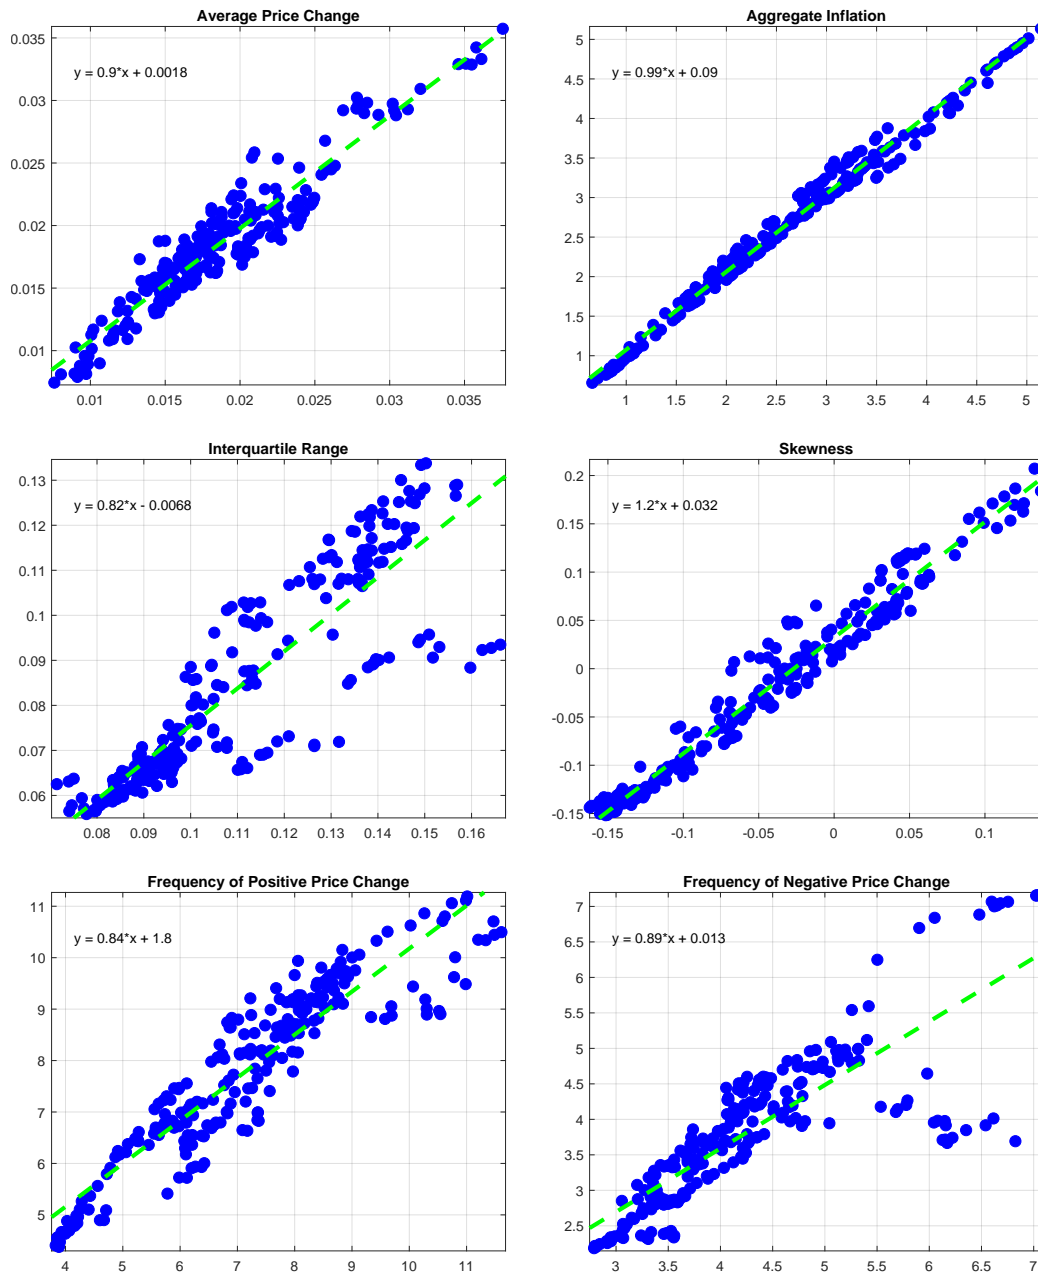 Average Price Change
y = 0.9*x + 0.0018
0.035
0.03
0.025
0.02
0.015
0.01
0.01 0.015 0.02 0.025 0.03 0.035
Aggregate Inflation
y = 0.99*x + 0.09
5
4.5
4
3.5
3
2.5
2
1.5
1
1 1.5 2 2.5 3 3.5 4 4.5 5
Interquartile Range
y = 0.82*x - 0.0068
0.13
0.12
0.11
0.1
0.09
0.08
0.07
0.06
0.08 0.09 0.1 0.11 0.12 0.13 0.14 0.15 0.16
Skewness
y = 1.2*x + 0.032
0.2
0.15
0.1
0.05
0
-0.05
-0.1
-0.15
-0.15 -0.1 -0.05 0 0.05 0.1
Frequency of Positive Price Change
y = 0.84*x + 1.8
11
10
9
8
7
6
5
4 5 6 7 8 9 10 11
Frequency of Negative Price Change
y = 0.89*x + 0.013
7
6.5
6
5.5
5
4.5
4
3.5
3
2.5
3 3.5 4 4.5 5 5.5 6 6.5 7